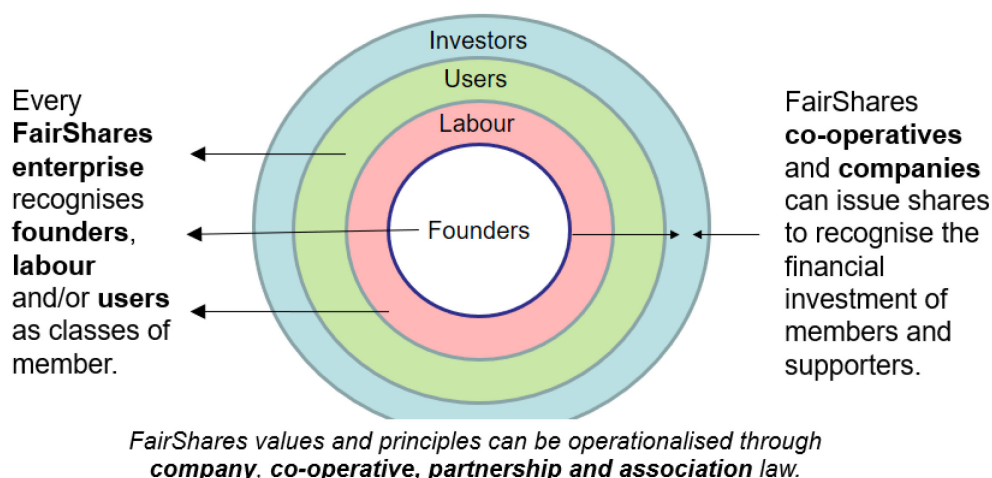 Investors
Users
Labour
Founders
Every
FairShares
enterprise
recognises
founders,
labour
and/or users
as classes of
member.
FairShares
co-operatives
and companies
can issue shares
to recognise the
financial
investment of
members and
supporters.
FairShares values and principles can be operationalised through
company, co-operative, partnership and association law.